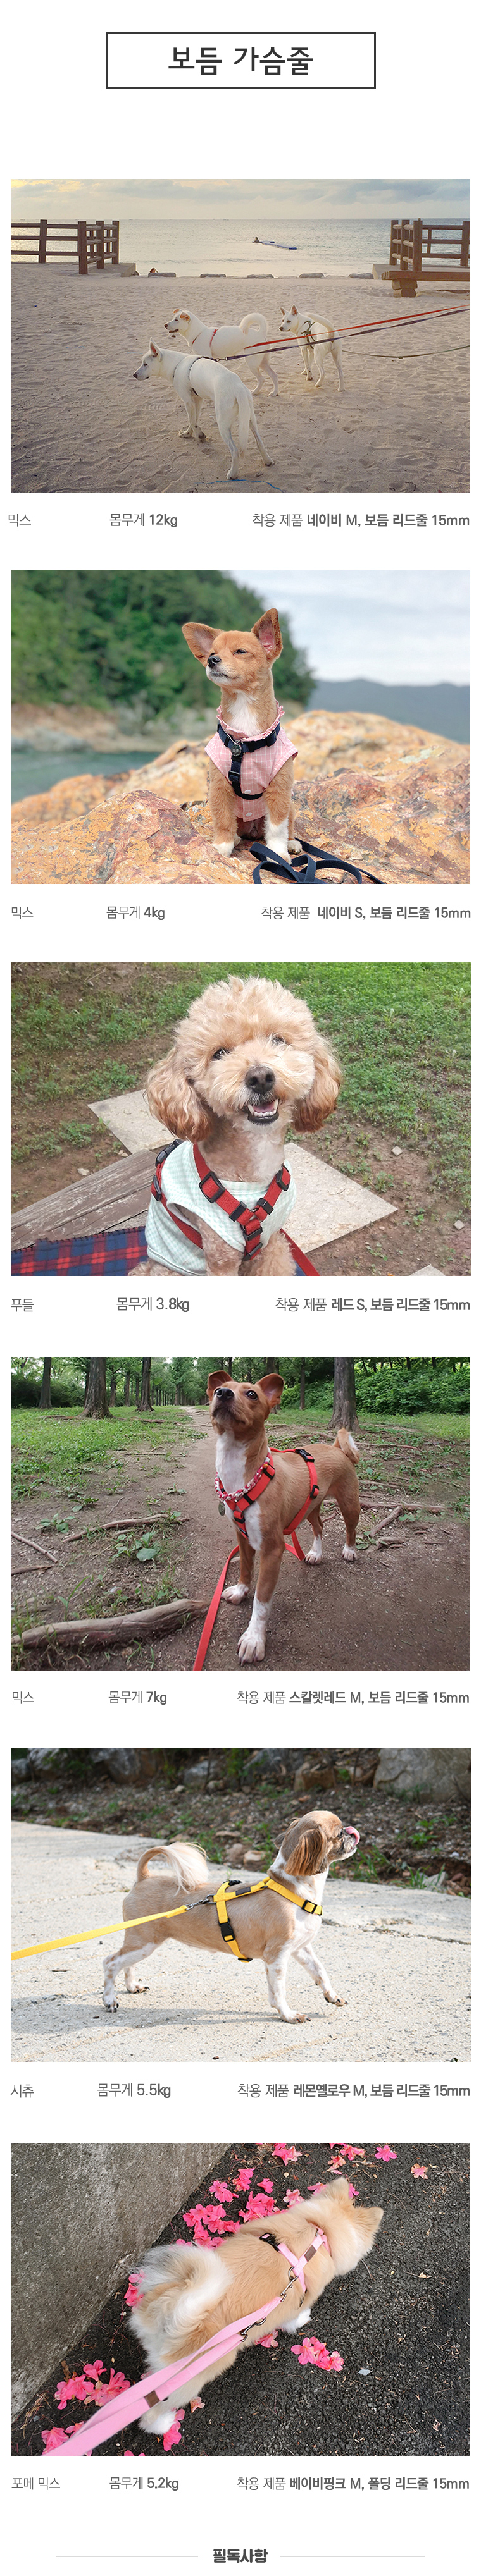 보듬 가슴줄
믹스 몸무게 12kg 착용 제품 네이비 M, 보듬 리드줄 15mm
믹스 몸무게 4kg 착용 제품 네이비 S, 보듬 리드줄 15mm
푸들 몸무게 3.8kg 착용 제품 레드 S, 보듬 리드줄 15mm
믹스 몸무게 7kg 착용 제품 스칼렛레드 M, 보듬 리드줄 15mm
시츄 몸무게 5.5kg 착용 제품 레몬옐로우 M, 보듬 리드줄 15mm
포메 믹스 몸무게 5.2kg 착용 제품 베이비핑크 M, 폴딩 리드줄 15mm
필독사항